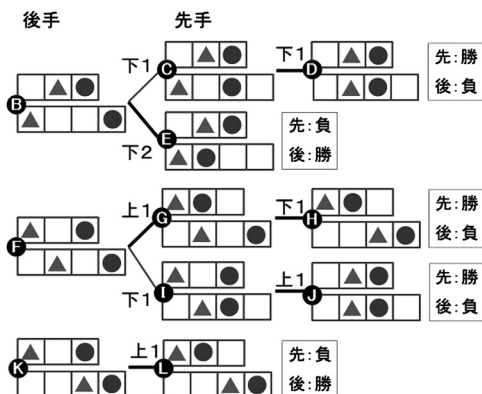 後手 先手
下1 下1
B C D
先:勝
後:負
下2
E
先:負
後:勝
上1 下1
F G H
先:勝
後:負
下1 上1
I J
先:勝
後:負
上1
K L
先:負
後:勝